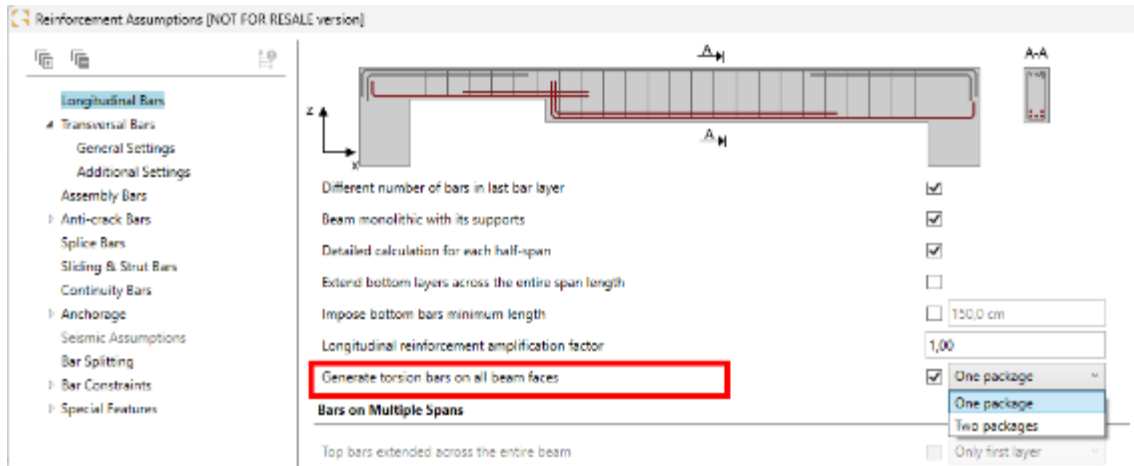 Reinforcement Assumptions [NOT FOR RESALE version]
Longitudinal Bars
Transversal Bars
General Settings
Additional Settings
Assembly Bars
Anti-crack Bars
Splice Bars
Sliding & Strut Bars
Continuity Bars
Anchorage
Seismic Assumptions
Bar Splitting
Bar Constraints
Special Features
A
A-A
z
x
A
Different number of bars in last bar layer
Beam monolithic with its supports
Detailed calculation for each half-span
Extend bottom layers across the entire span length
Impose bottom bars minimum length 150,0 cm
Longitudinal reinforcement amplification factor 1,00
Generate torsion bars on all beam faces One package
One package
Two packages
Bars on Multiple Spans
Top bars extended across the entire beam Only first layer